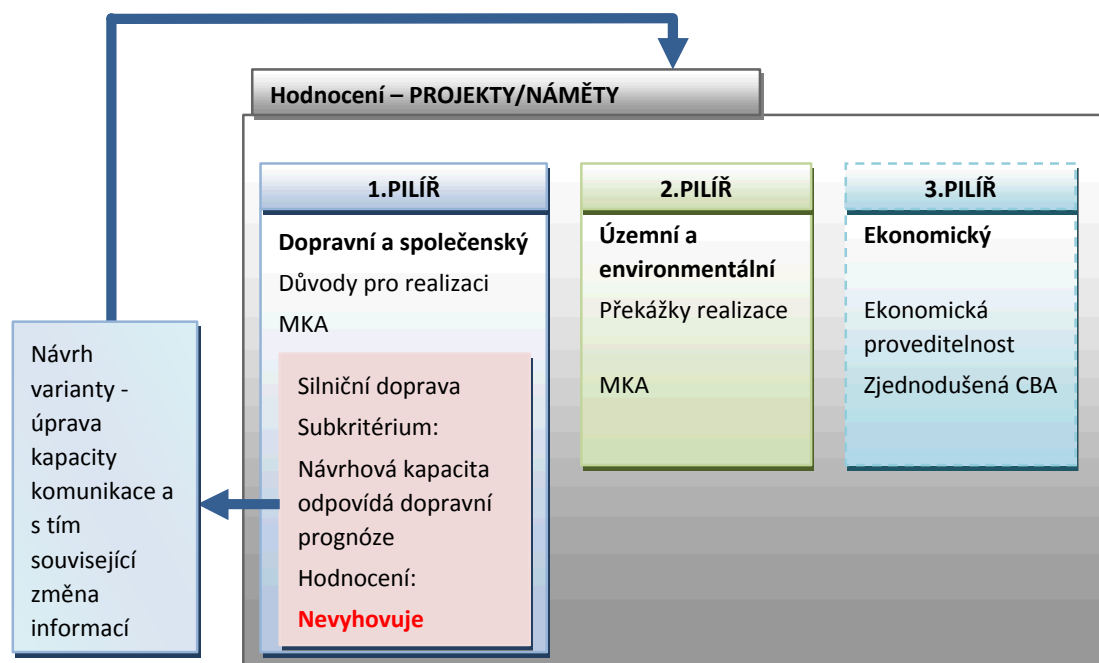 Hodnocení – PROJEKTY/NÁMĚTY
1.PILÍŘ
Dopravní a společenský
Důvody pro realizaci
MKA
Silniční doprava
Subkritérium:
Návrhová kapacita
odpovídá dopravní
prognóze
Hodnocení:
Nevyhovuje
2.PILÍŘ
Územní a
environmentální
Překážky realizace
MKA
3.PILÍŘ
Ekonomický
Ekonomická
proveditelnost
Zjednodušená CBA
Návrh
varianty -
úprava
kapacity
komunikace a
s tím
související
změna
informací